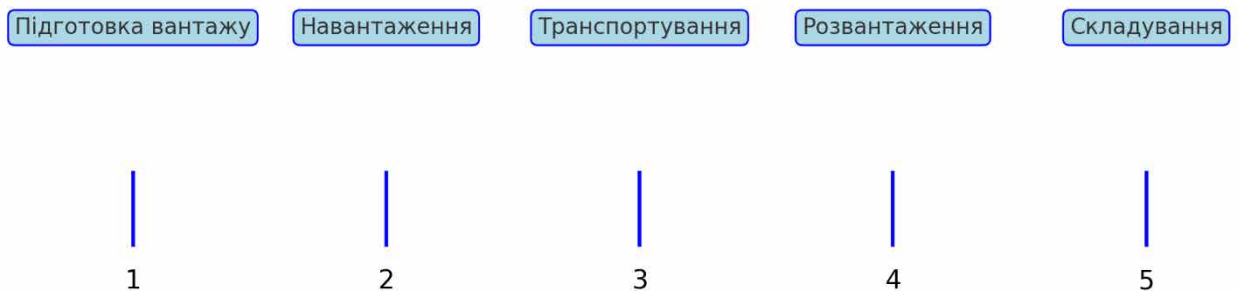 Підготовка вантажу
Навантаження
Транспортування
Розвантаження
Складування
1
2
3
4
5